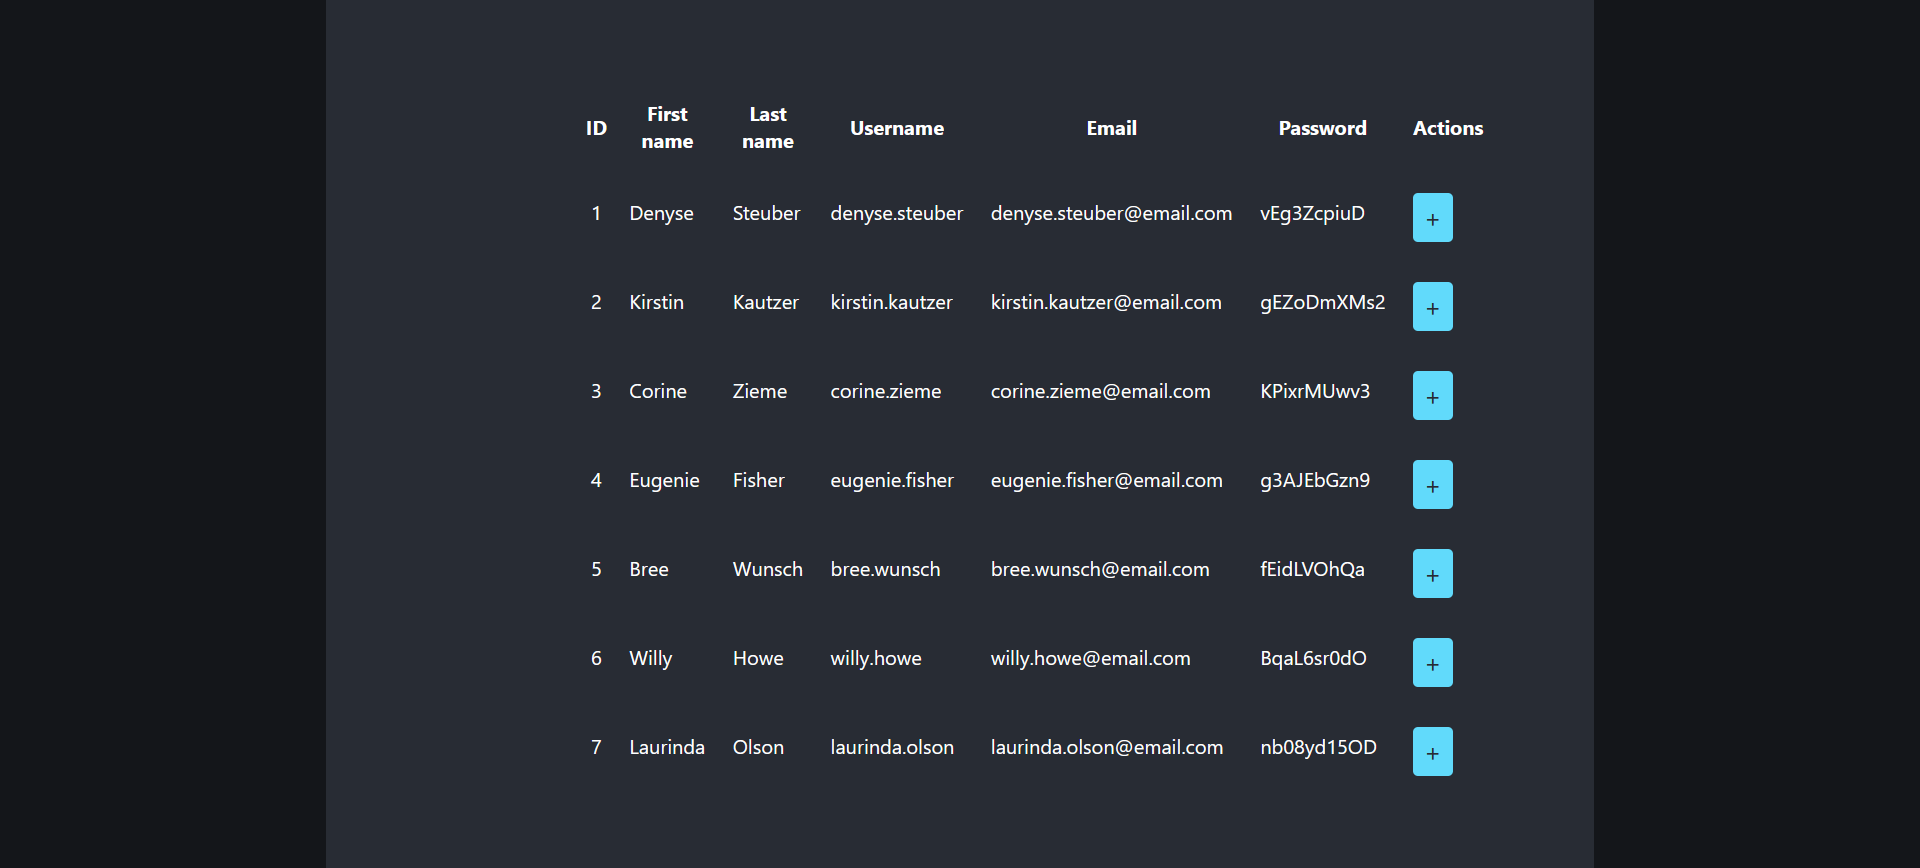 ID First name Last name Username Email Password Actions
1 Denyse Steuber denyse.steuber denyse.steuber@email.com vEg3ZcpiuD +
2 Kirstin Kautzer kirstin.kautzer kirstin.kautzer@email.com gEZoDmXMs2 +
3 Corine Zieme corine.zieme corine.zieme@email.com KPixrMUwv3 +
4 Eugenie Fisher eugenie.fisher eugenie.fisher@email.com g3AJEbGzn9 +
5 Bree Wunsch bree.wunsch bree.wunsch@email.com fEidLVOhQa +
6 Willy Howe willy.howe willy.howe@email.com BqaL6sr0dO +
7 Laurinda Olson laurinda.olson laurinda.olson@email.com nb08yd15OD +